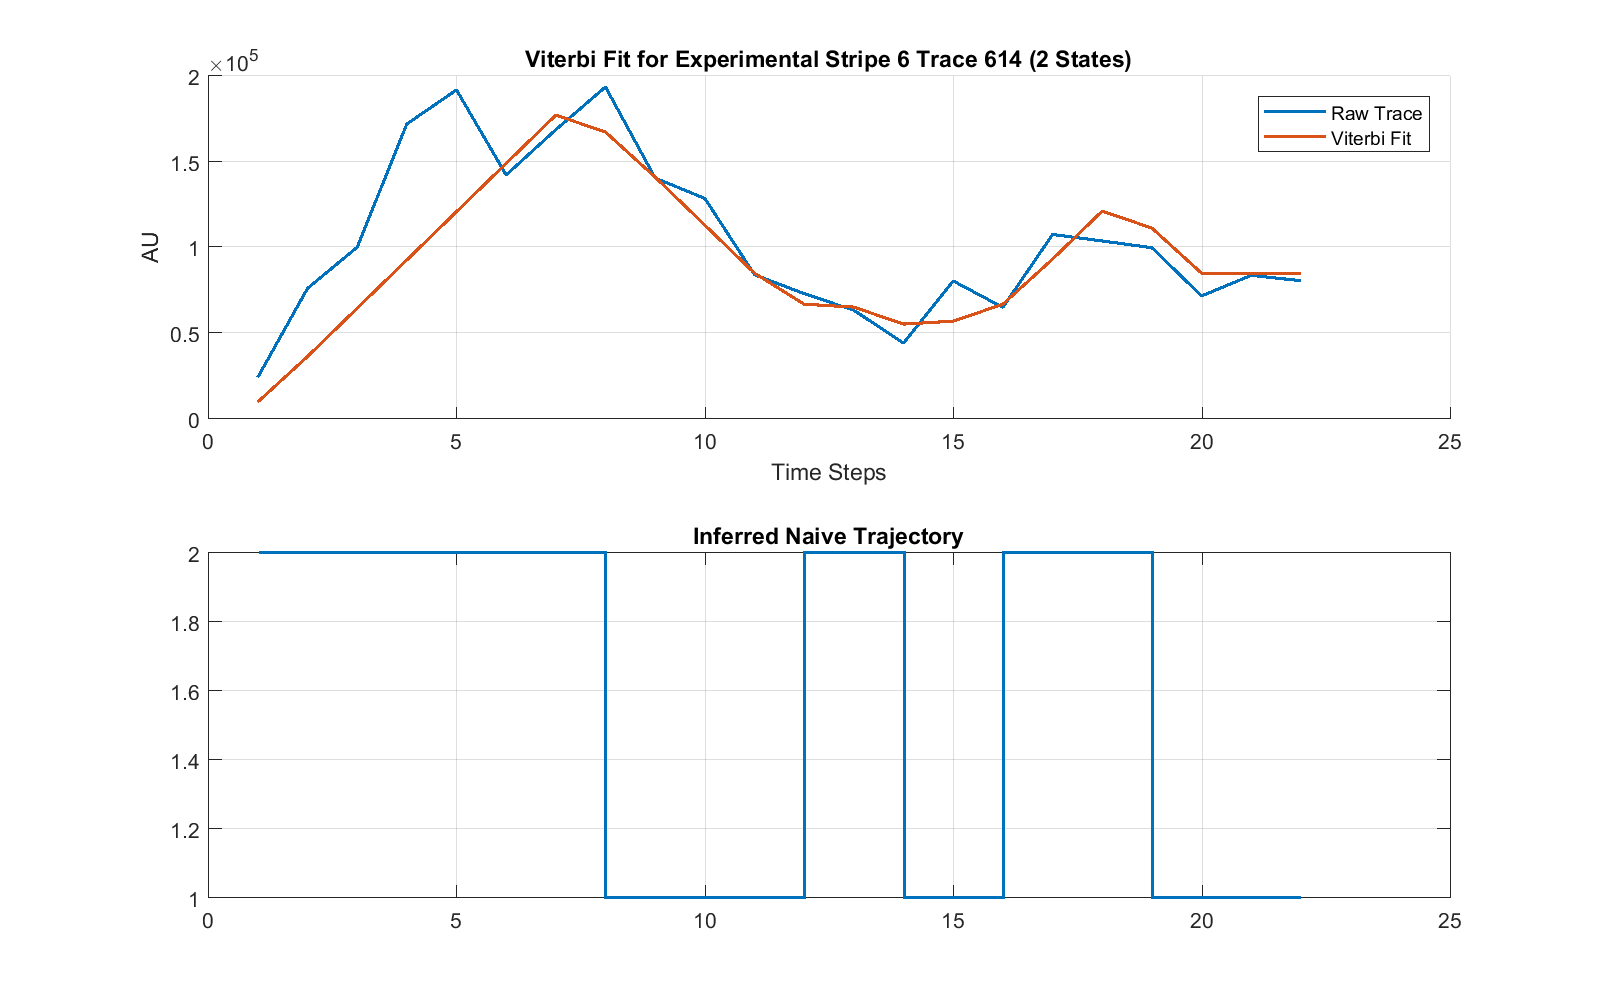 Viterbi Fit for Experimental Stripe 6 Trace 614 (2 States)
×10^5
2
1.5
1
0.5
0
AU
Raw Trace
Viterbi Fit
0 5 10 15 20 25
Time Steps
Inferred Naive Trajectory
2
1.8
1.6
1.4
1.2
1
0 5 10 15 20 25